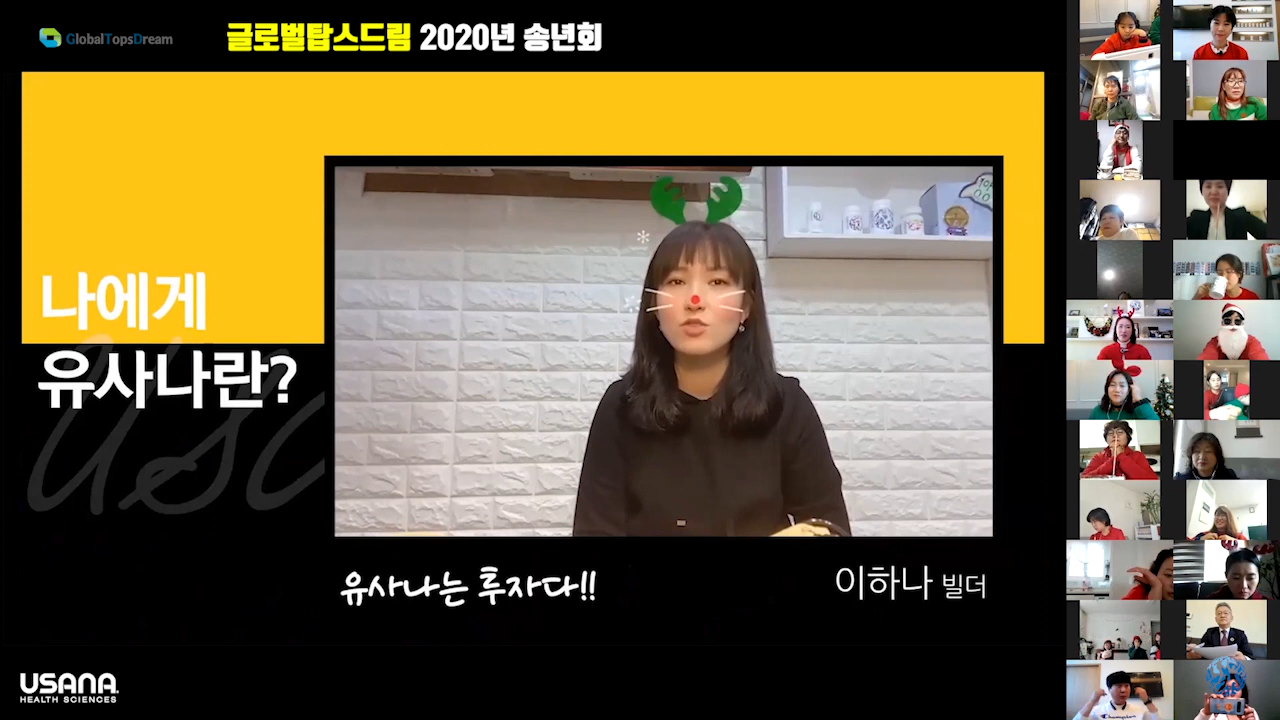 GlobalTopsDream
글로벌탑스드림 2020년 송년회
나에게
유사나란?
유사나는 투자다!!
이하나 빌더
USANA
HEALTH SCIENCES